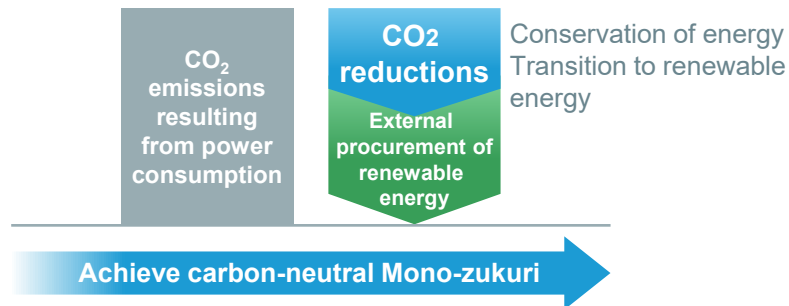 CO₂
emissions
resulting
from power
consumption
CO2
reductions
External
procurement of
renewable
energy
Conservation of energy
Transition to renewable
energy
Achieve carbon-neutral Mono-zukuri